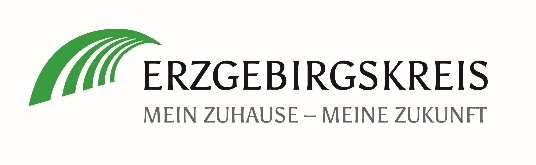 ERZGEBIRGSKREIS
MEIN ZUHAUSE – MEINE ZUKUNFT